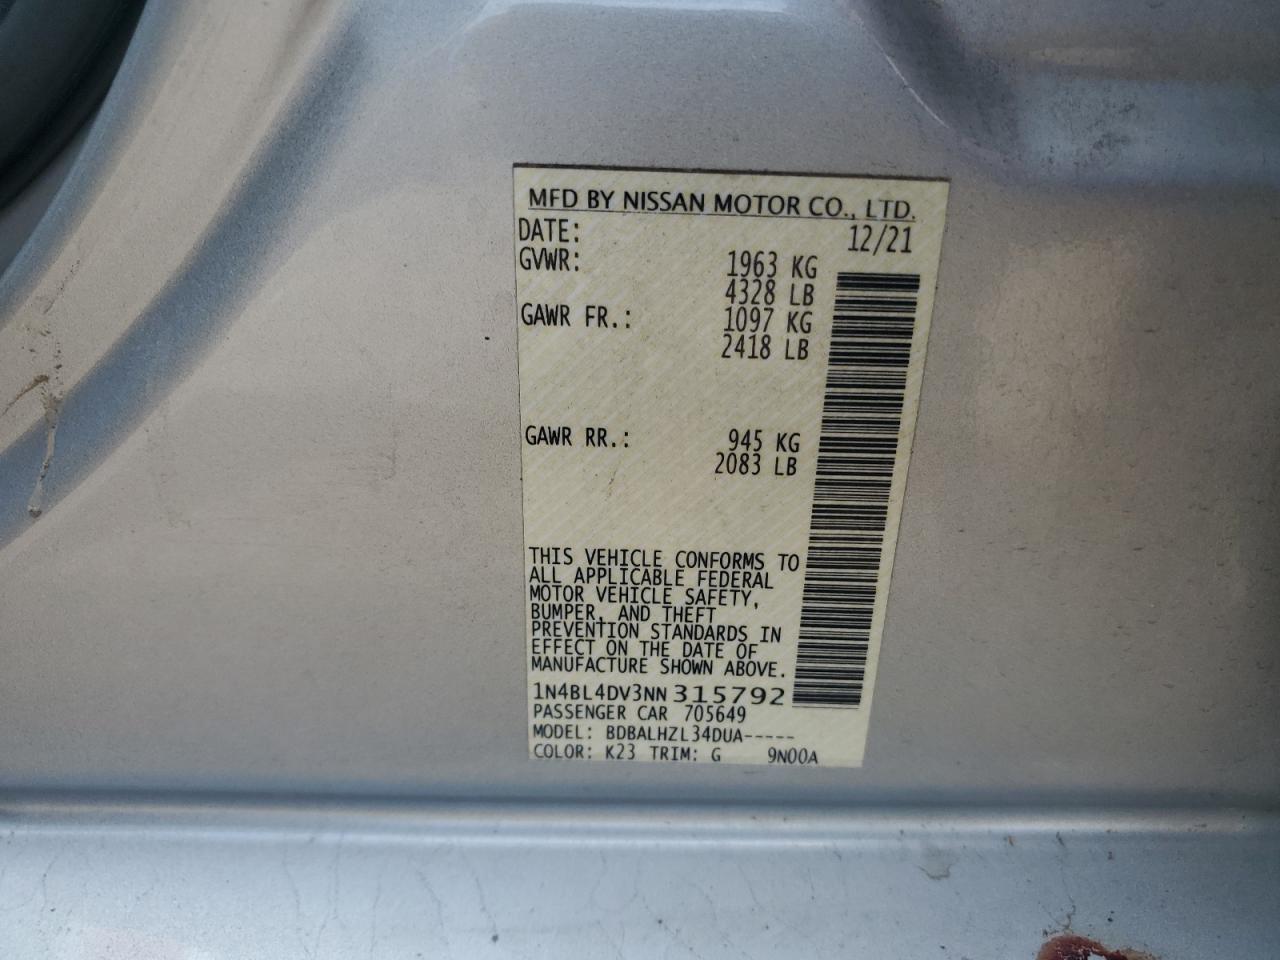 MFD BY NISSAN MOTOR CO., LTD.
DATE: 12/21
GVWR: 1963 KG
4328 LB
GAWR FR.: 1097 KG
2418 LB
GAWR RR.: 945 KG
2083 LB
THIS VEHICLE CONFORMS TO
ALL APPLICABLE FEDERAL
MOTOR VEHICLE SAFETY,
BUMPER, AND THEFT
PREVENTION STANDARDS IN
EFFECT ON THE DATE OF
MANUFACTURE SHOWN ABOVE.
1N4BL4DV3NN315792
PASSENGER CAR 705649
MODEL: BDBALHZL34DUA-----
COLOR: K23 TRIM: G 9N00A